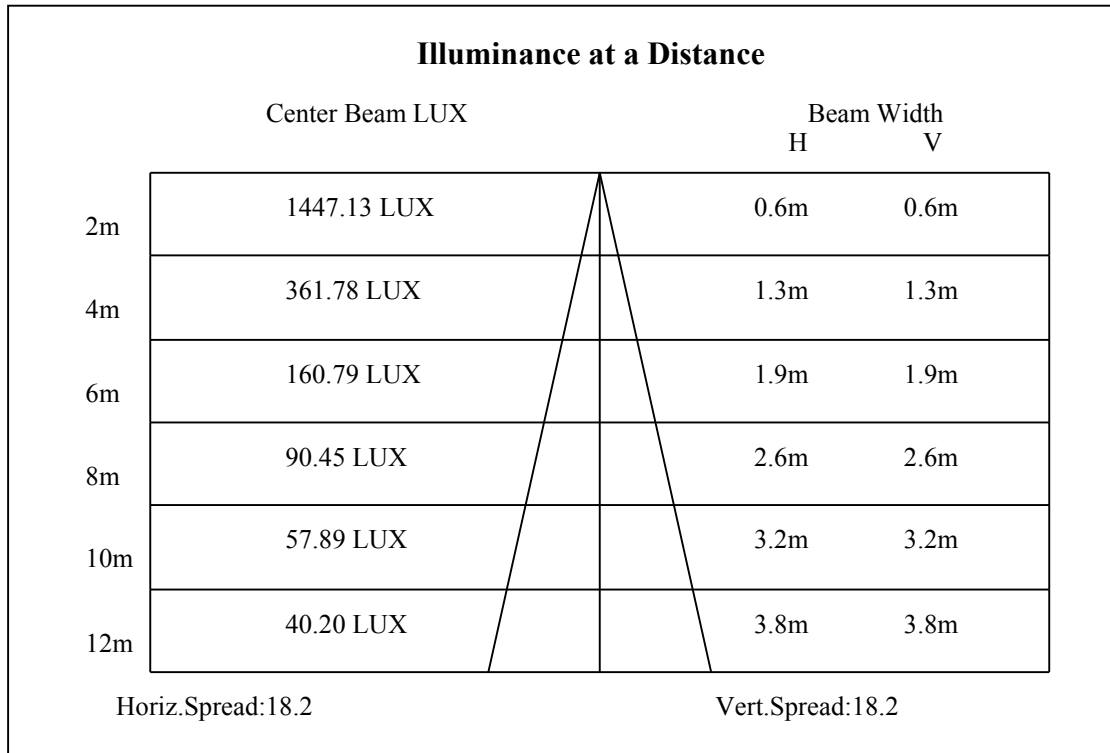 Illuminance at a Distance
Center Beam LUX Beam Width
H V
2m 1447.13 LUX 0.6m 0.6m
4m 361.78 LUX 1.3m 1.3m
6m 160.79 LUX 1.9m 1.9m
8m 90.45 LUX 2.6m 2.6m
10m 57.89 LUX 3.2m 3.2m
12m 40.20 LUX 3.8m 3.8m
Horiz.Spread:18.2 Vert.Spread:18.2